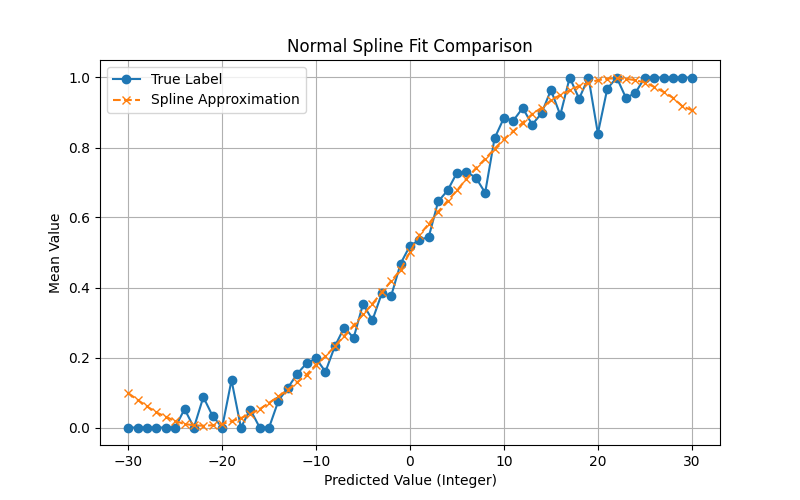 Normal Spline Fit Comparison
True Label
Spline Approximation
Mean Value
1.0
0.8
0.6
0.4
0.2
0.0
−30
−20
−10
0
10
20
30
Predicted Value (Integer)